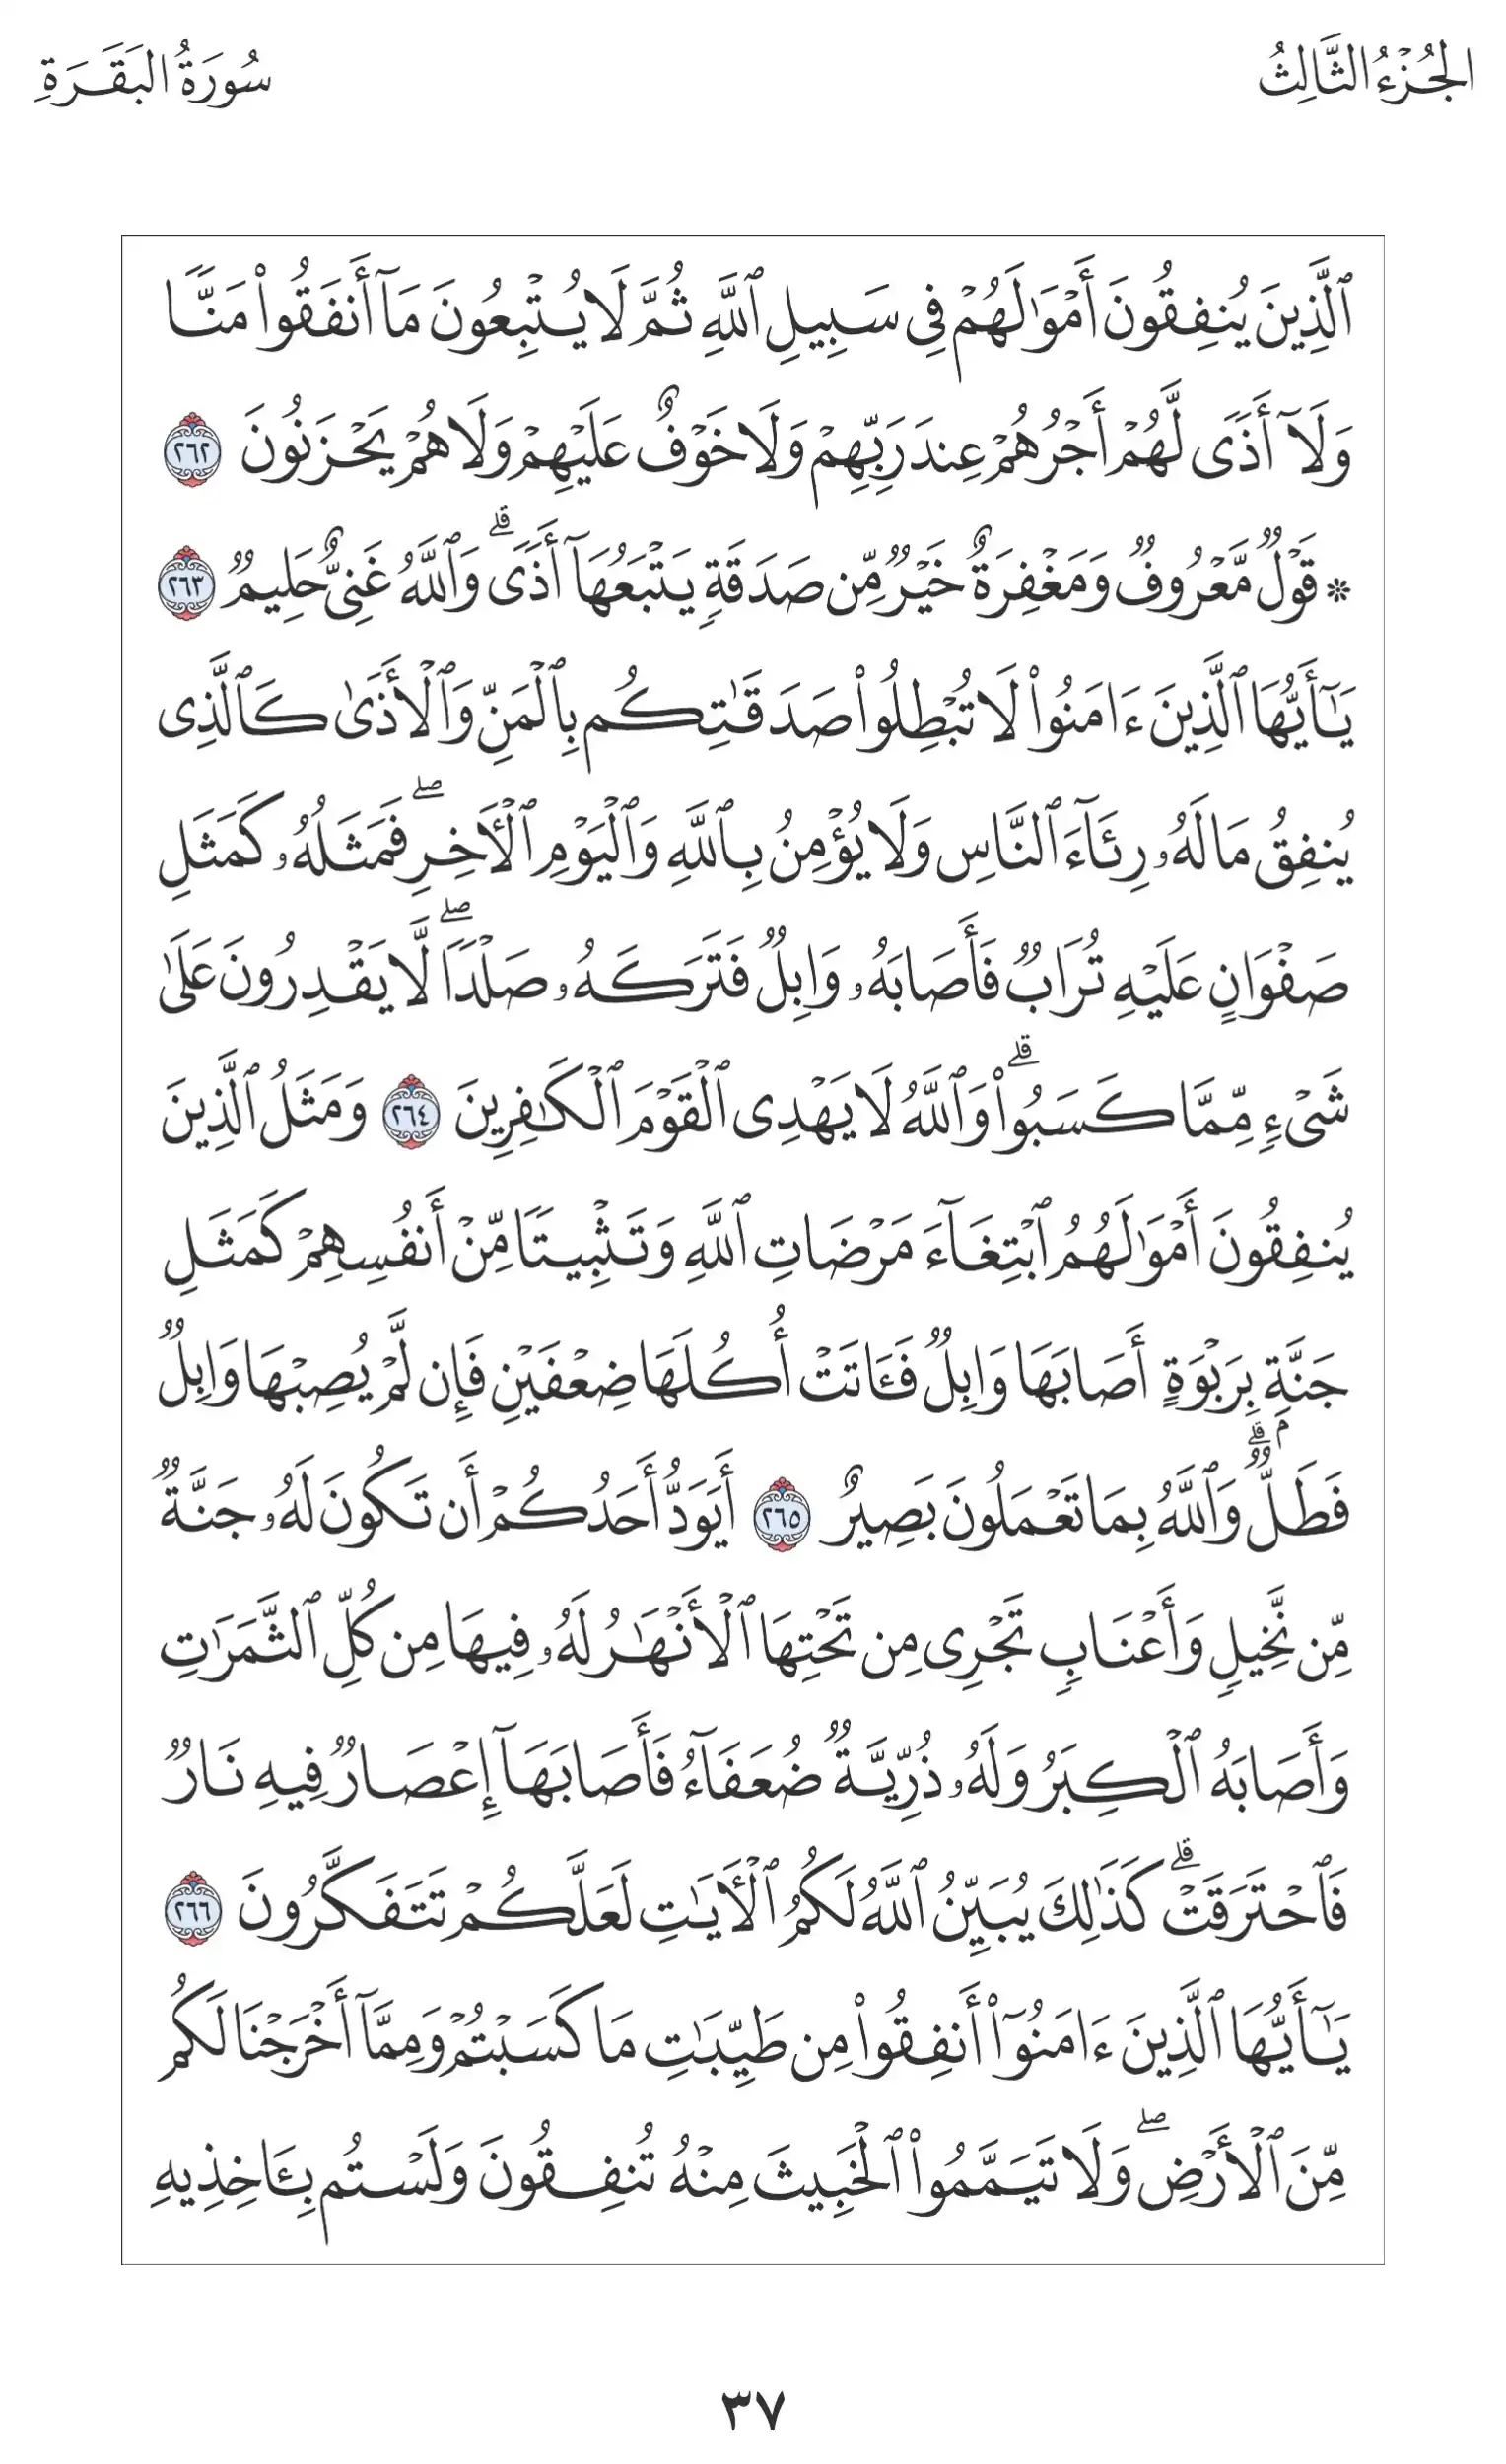 الجُزْءُ الثَّالِثُ
سُورَةُ البَقَرَةِ
ٱلَّذِينَ يُنفِقُونَ أَمْوَٰلَهُمْ فِى سَبِيلِ ٱللَّهِ ثُمَّ لَا يُتْبِعُونَ مَآ أَنفَقُوا۟ مَنًّا
وَلَآ أَذًى لَّهُمْ أَجْرُهُمْ عِندَ رَبِّهِمْ وَلَا خَوْفٌ عَلَيْهِمْ وَلَا هُمْ يَحْزَنُونَ ٢٦٢
* قَوْلٌ مَّعْرُوفٌ وَمَغْفِرَةٌ خَيْرٌ مِّن صَدَقَةٍ يَتْبَعُهَآ أَذًى ۗ وَٱللَّهُ غَنِىٌّ حَلِيمٌ ٢٦٣
يَـٰٓأَيُّهَا ٱلَّذِينَ ءَامَنُوا۟ لَا تُبْطِلُوا۟ صَدَقَـٰتِكُم بِٱلْمَنِّ وَٱلْأَذَىٰ كَٱلَّذِى
يُنفِقُ مَالَهُۥ رِئَآءَ ٱلنَّاسِ وَلَا يُؤْمِنُ بِٱللَّهِ وَٱلْيَوْمِ ٱلْـَٔاخِرِ ۖ فَمَثَلُهُۥ كَمَثَلِ
صَفْوَانٍ عَلَيْهِ تُرَابٌ فَأَصَابَهُۥ وَابِلٌ فَتَرَكَهُۥ صَلْدًا ۖ لَّا يَقْدِرُونَ عَلَىٰ
شَىْءٍ مِّمَّا كَسَبُوا۟ ۗ وَٱللَّهُ لَا يَهْدِى ٱلْقَوْمَ ٱلْكَـٰفِرِينَ ٢٦٤ وَمَثَلُ ٱلَّذِينَ
يُنفِقُونَ أَمْوَٰلَهُمُ ٱبْتِغَآءَ مَرْضَاتِ ٱللَّهِ وَتَثْبِيتًا مِّنْ أَنفُسِهِمْ كَمَثَلِ
جَنَّةٍۭ بِرَبْوَةٍ أَصَابَهَا وَابِلٌ فَـَٔاتَتْ أُكُلَهَا ضِعْفَيْنِ فَإِن لَّمْ يُصِبْهَا وَابِلٌ
فَطَلٌّ ۗ وَٱللَّهُ بِمَا تَعْمَلُونَ بَصِيرٌ ٢٦٥ أَيَوَدُّ أَحَدُكُمْ أَن تَكُونَ لَهُۥ جَنَّةٌ
مِّن نَّخِيلٍ وَأَعْنَابٍ تَجْرِى مِن تَحْتِهَا ٱلْأَنْهَـٰرُ لَهُۥ فِيهَا مِن كُلِّ ٱلثَّمَرَٰتِ
وَأَصَابَهُ ٱلْكِبَرُ وَلَهُۥ ذُرِّيَّةٌ ضُعَفَآءُ فَأَصَابَهَآ إِعْصَارٌ فِيهِ نَارٌ
فَٱحْتَرَقَتْ ۗ كَذَٰلِكَ يُبَيِّنُ ٱللَّهُ لَكُمُ ٱلْـَٔايَـٰتِ لَعَلَّكُمْ تَتَفَكَّرُونَ ٢٦٦
يَـٰٓأَيُّهَا ٱلَّذِينَ ءَامَنُوٓا۟ أَنفِقُوا۟ مِن طَيِّبَـٰتِ مَا كَسَبْتُمْ وَمِمَّآ أَخْرَجْنَا لَكُم
مِّنَ ٱلْأَرْضِ ۖ وَلَا تَيَمَّمُوا۟ ٱلْخَبِيثَ مِنْهُ تُنفِقُونَ وَلَسْتُم بِـَٔاخِذِيهِ
٣٧